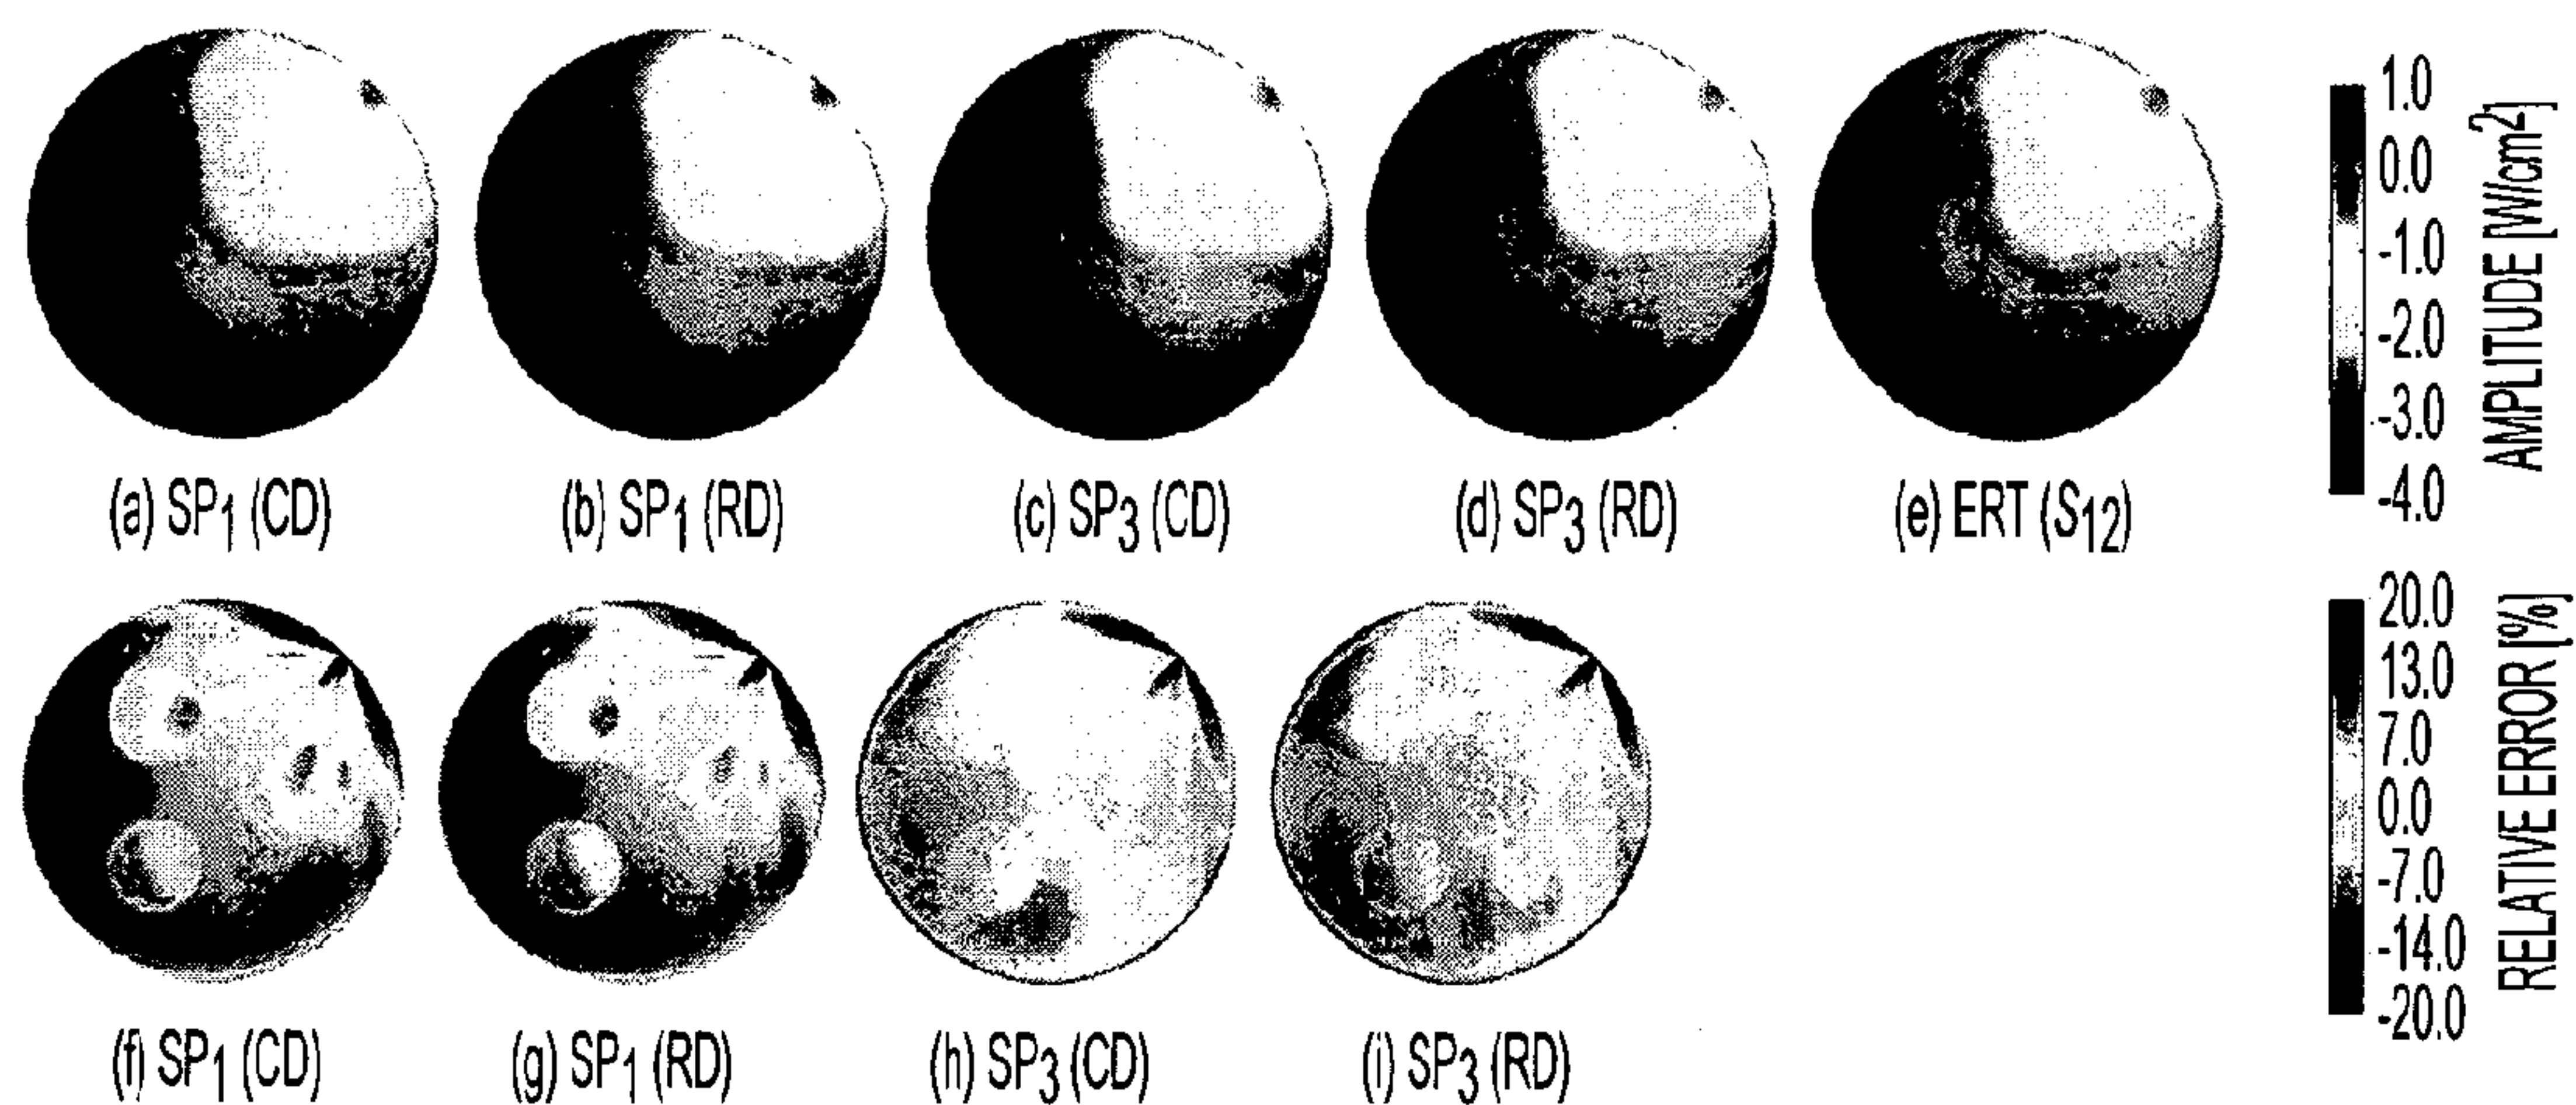 1.0
0.0
-1.0
-2.0
-3.0
-4.0
AMPLITUDE [W/cm²]
(a) SP₁ (CD)
(b) SP₁ (RD)
(c) SP₃ (CD)
(d) SP₃ (RD)
(e) ERT (S₁₂)
20.0
13.0
7.0
0.0
-7.0
-14.0
-20.0
RELATIVE ERROR [%]
(f) SP₁ (CD)
(g) SP₁ (RD)
(h) SP₃ (CD)
(i) SP₃ (RD)